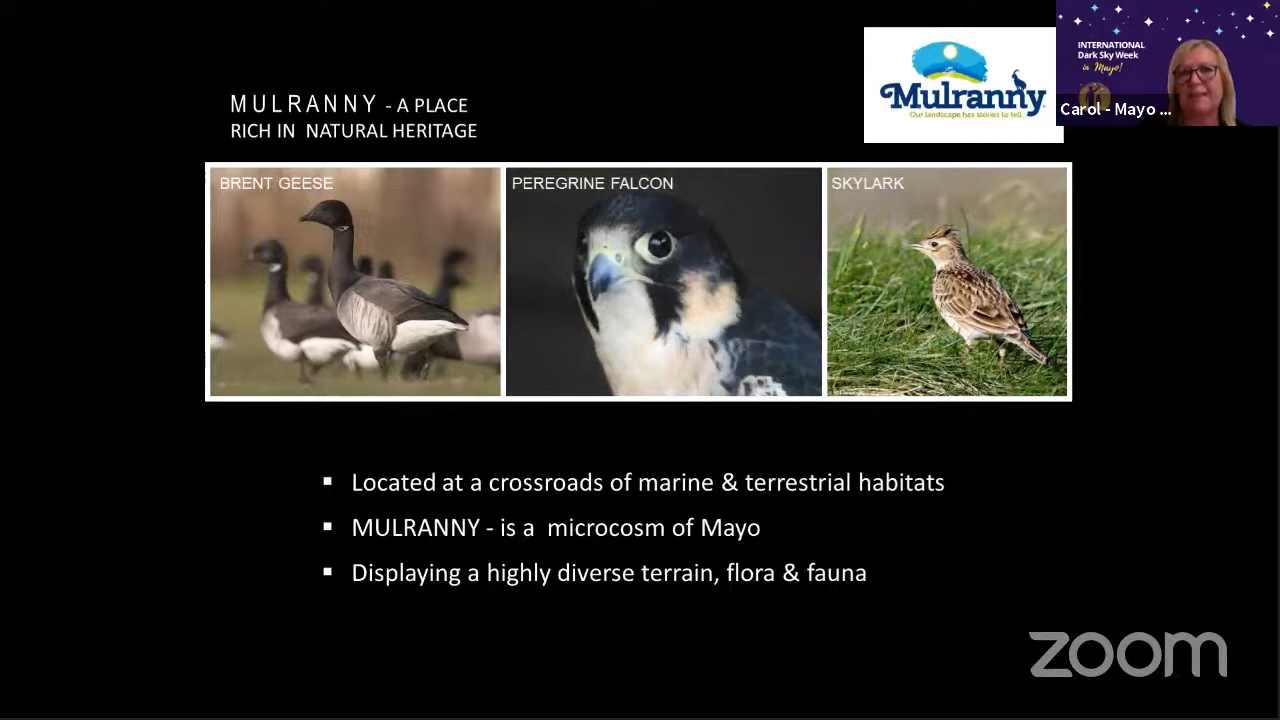 MULRANNY - A PLACE
RICH IN NATURAL HERITAGE
Mulranny
Our landscape has stories to tell
INTERNATIONAL
Dark Sky Week
in Mayo!
Carol - Mayo ...
BRENT GEESE
PEREGRINE FALCON
SKYLARK
▪ Located at a crossroads of marine & terrestrial habitats
▪ MULRANNY - is a microcosm of Mayo
▪ Displaying a highly diverse terrain, flora & fauna
zoom